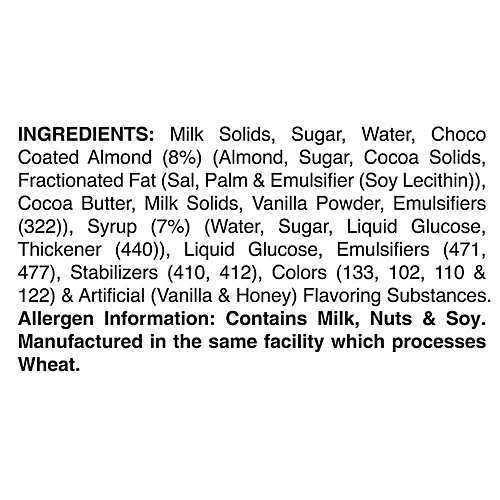 INGREDIENTS: Milk Solids, Sugar, Water, Choco
Coated Almond (8%) (Almond, Sugar, Cocoa Solids,
Fractionated Fat (Sal, Palm & Emulsifier (Soy Lecithin)),
Cocoa Butter, Milk Solids, Vanilla Powder, Emulsifiers
(322)), Syrup (7%) (Water, Sugar, Liquid Glucose,
Thickener (440)), Liquid Glucose, Emulsifiers (471,
477), Stabilizers (410, 412), Colors (133, 102, 110 &
122) & Artificial (Vanilla & Honey) Flavoring Substances.
Allergen Information: Contains Milk, Nuts & Soy.
Manufactured in the same facility which processes
Wheat.